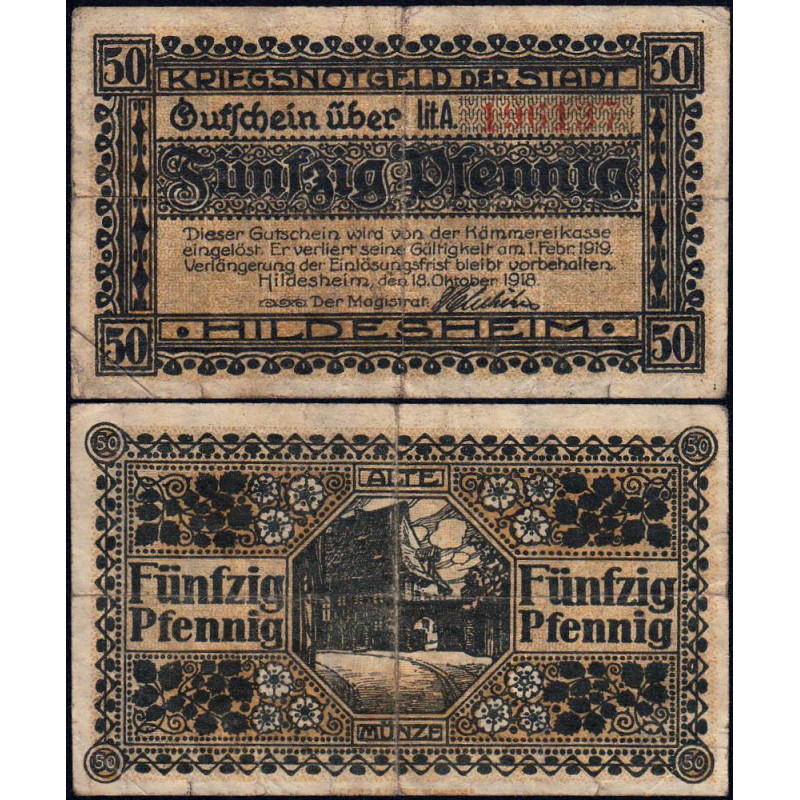 50 50
KRIEGSNOTGELD DER STADT
Gutschein über lit.A 196197
Fünfzig Pfennig
Dieser Gutschein wird von der Kämmereikasse
eingelöst. Er verliert seine Gültigkeit am 1. Febr. 1919.
Verlängerung der Einlösungsfrist bleibt vorbehalten.
Hildesheim, den 18. Oktober 1918.
Der Magistrat.
50 HILDESHEIM 50
50 50
ALTE
Fünfzig Fünfzig
Pfennig Pfennig
MÜNZE
50 50